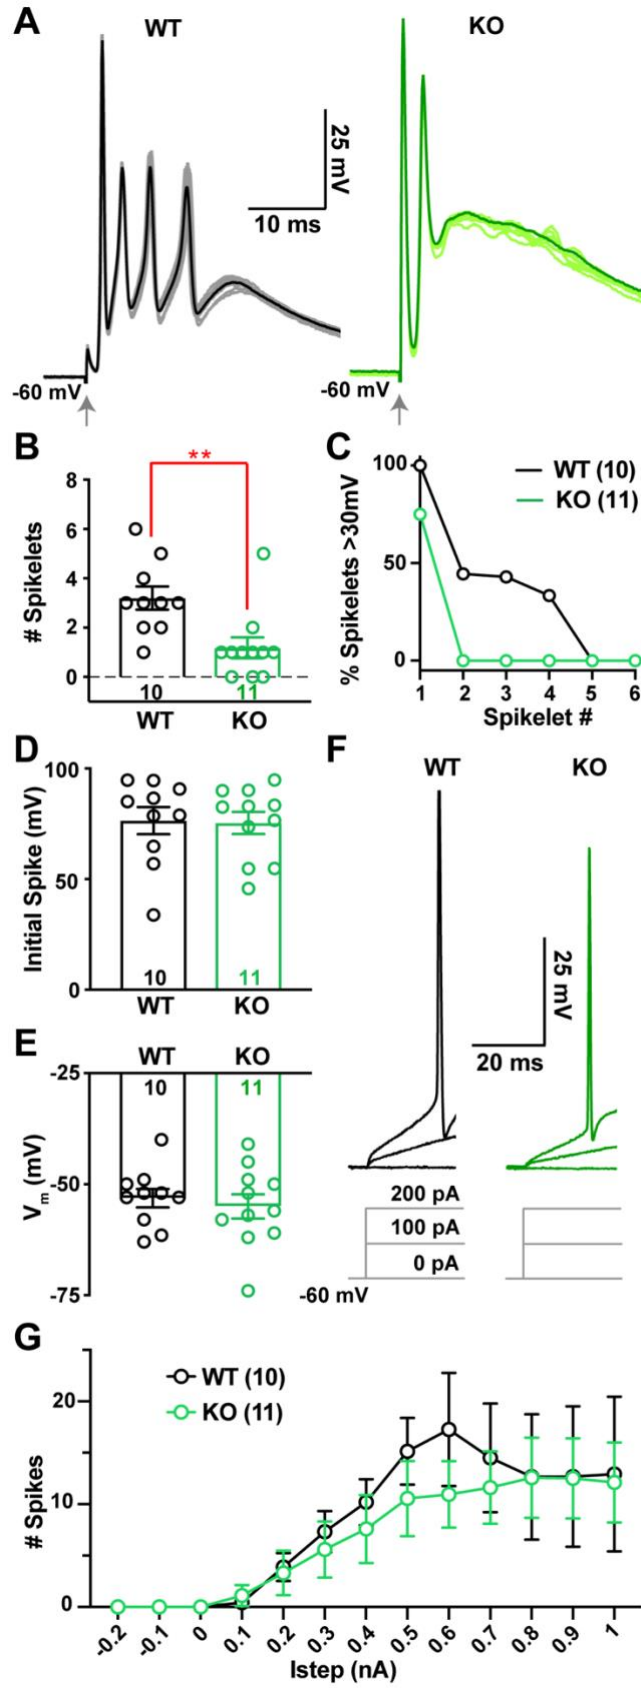 A
WT
KO
25 mV
10 ms
-60 mV
-60 mV
B
**
# Spikelets
8
6
4
2
0
10
11
WT
KO
C
% Spikelets >30mV
100
50
0
WT (10)
KO (11)
1 2 3 4 5 6
Spikelet #
D
Initial Spike (mV)
100
50
0
10
11
WT
KO
E
WT
KO
Vm (mV)
-25
-50
-75
10
11
F
WT
KO
25 mV
20 ms
200 pA
100 pA
0 pA
-60 mV
G
# Spikes
20
10
0
WT (10)
KO (11)
-0.2 -0.1 0 0.1 0.2 0.3 0.4 0.5 0.6 0.7 0.8 0.9 1.0
Istep (nA)